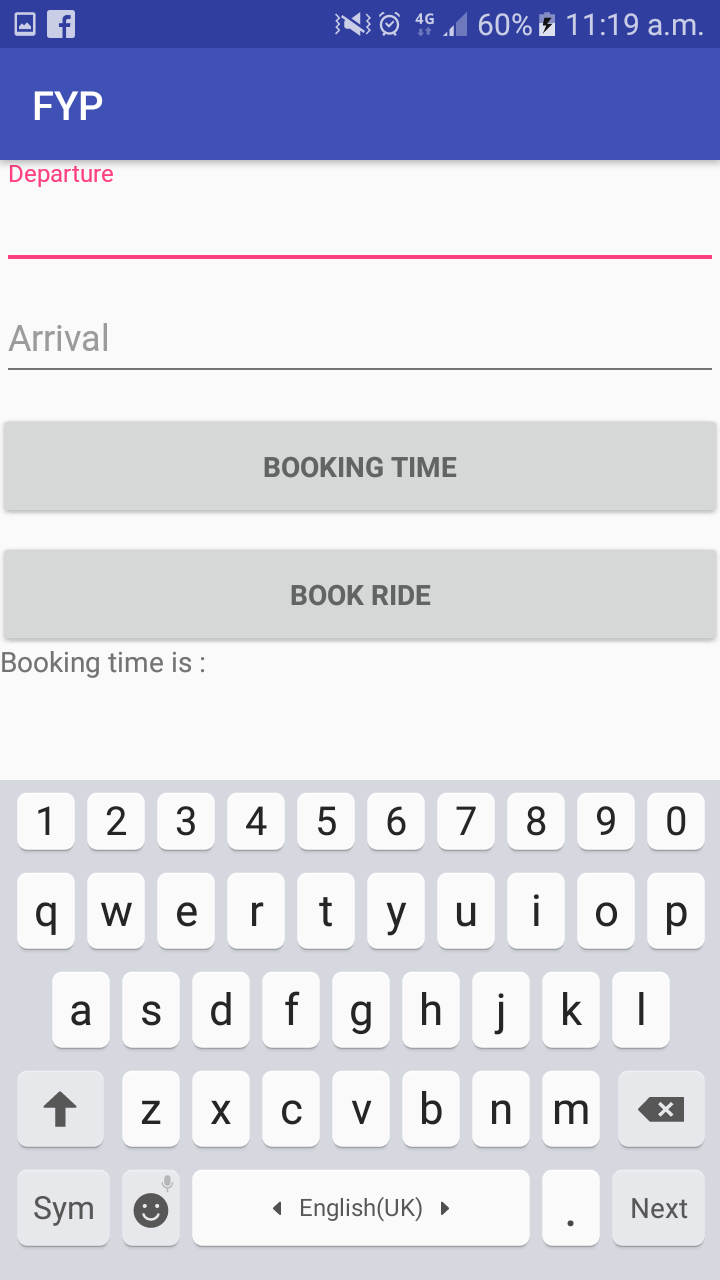 4G 60% 11:19 a.m.
FYP
Departure
Arrival
BOOKING TIME
BOOK RIDE
Booking time is :
1 2 3 4 5 6 7 8 9 0
q w e r t y u i o p
a s d f g h j k l
z x c v b n m
Sym English(UK) . Next